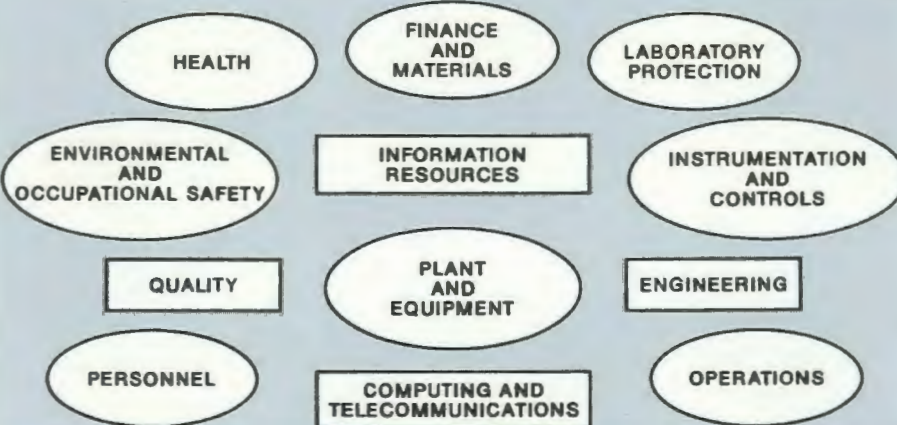 HEALTH
FINANCE
AND
MATERIALS
LABORATORY
PROTECTION
ENVIRONMENTAL
AND
OCCUPATIONAL SAFETY
INFORMATION
RESOURCES
INSTRUMENTATION
AND
CONTROLS
QUALITY
PLANT
AND
EQUIPMENT
ENGINEERING
PERSONNEL
COMPUTING AND
TELECOMMUNICATIONS
OPERATIONS